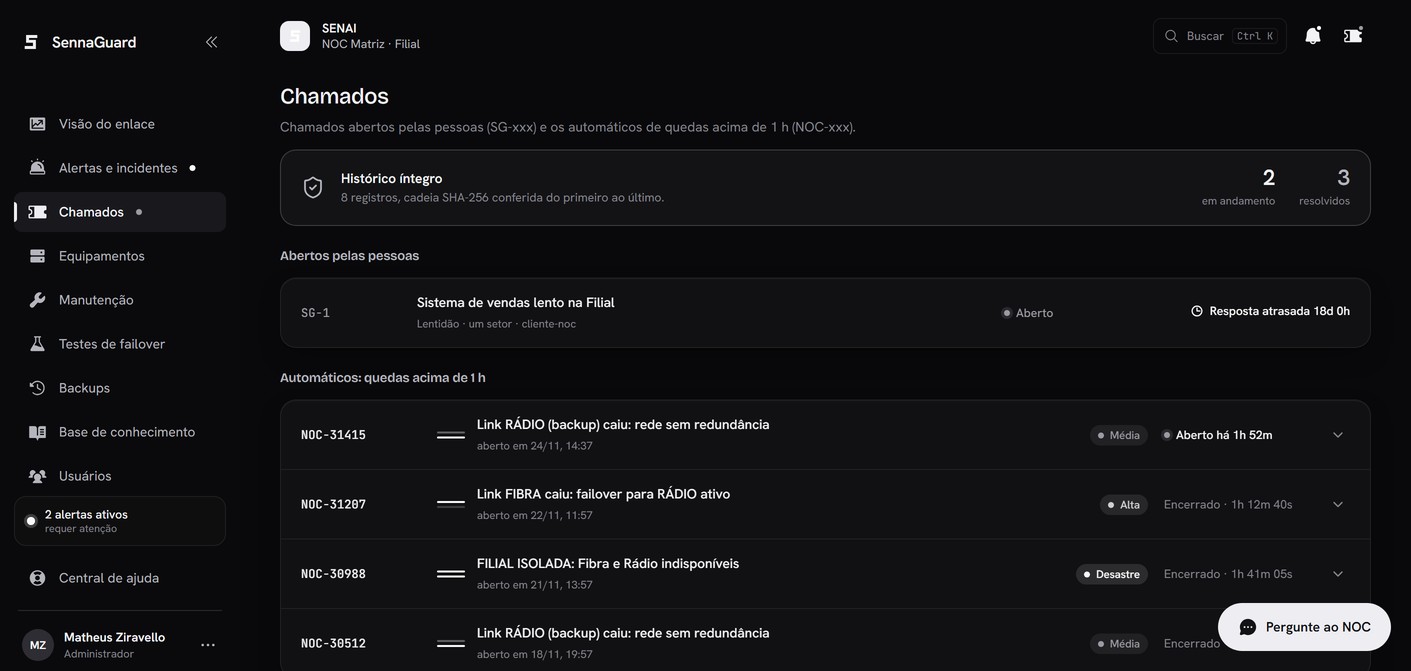 SennaGuard
Visão do enlace
Alertas e incidentes
Chamados
Equipamentos
Manutenção
Testes de failover
Backups
Base de conhecimento
Usuários
2 alertas ativos
requer atenção
Central de ajuda
MZ
Matheus Ziravello
Administrador
SENAI
NOC Matriz · Filial
Buscar Ctrl K
Chamados
Chamados abertos pelas pessoas (SG-xxx) e os automáticos de quedas acima de 1 h (NOC-xxx).
Histórico íntegro
8 registros, cadeia SHA-256 conferida do primeiro ao último.
2 3
em andamento resolvidos
Abertos pelas pessoas
SG-1
Sistema de vendas lento na Filial
Lentidão · um setor · cliente-noc
Aberto
Resposta atrasada 18d 0h
Automáticos: quedas acima de 1 h
NOC-31415
Link RÁDIO (backup) caiu: rede sem redundância
aberto em 24/11, 14:37
Média
Aberto há 1h 52m
NOC-31207
Link FIBRA caiu: failover para RÁDIO ativo
aberto em 22/11, 11:57
Alta
Encerrado · 1h 12m 40s
NOC-30988
FILIAL ISOLADA: Fibra e Rádio indisponíveis
aberto em 21/11, 13:57
Desastre
Encerrado · 1h 41m 05s
NOC-30512
Link RÁDIO (backup) caiu: rede sem redundância
aberto em 18/11, 19:57
Média
Encerrado
Pergunte ao NOC